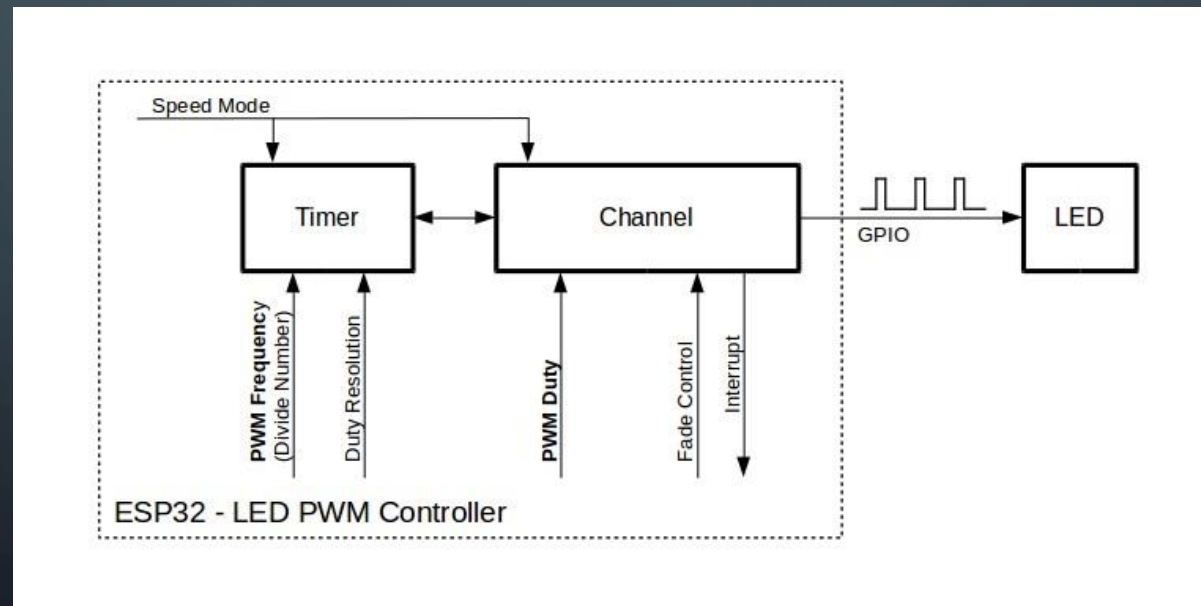 Speed Mode
Timer
Channel
GPIO
LED
PWM Frequency
(Divide Number)
Duty Resolution
PWM Duty
Fade Control
Interrupt
ESP32 - LED PWM Controller